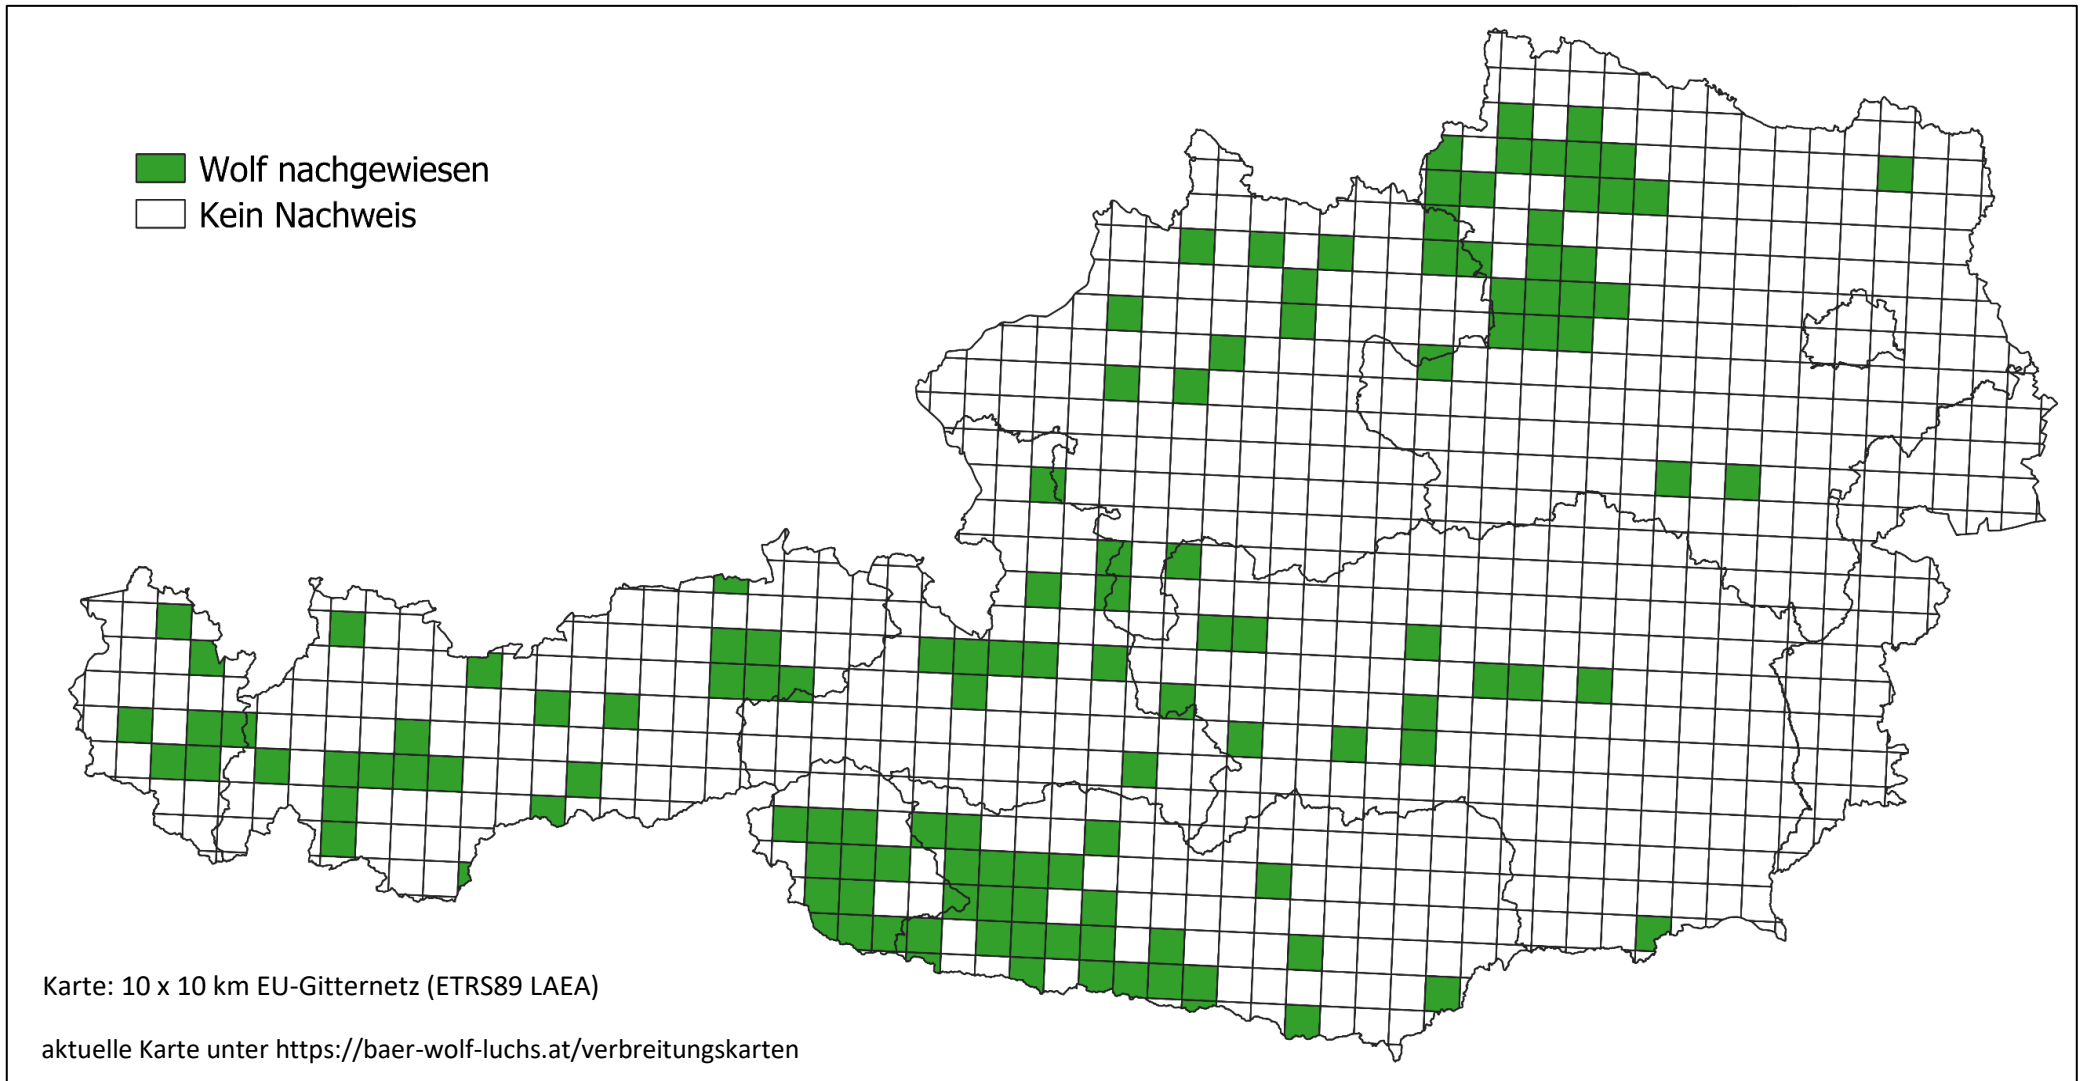 Wolf nachgewiesen
Kein Nachweis
Karte: 10 x 10 km EU-Gitternetz (ETRS89 LAEA)
aktuelle Karte unter https://baer-wolf-luchs.at/verbreitungskarten